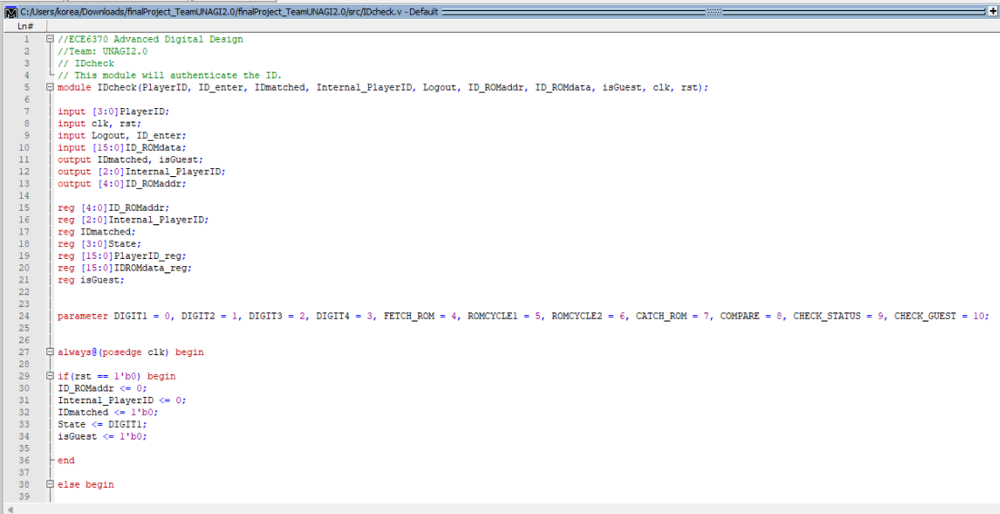 C:/Users/korea/Downloads/finalProject_TeamUNAGI2.0/finalProject_TeamUNAGI2.0/src/IDcheck.v - Default
Ln#
1 //ECE6370 Advanced Digital Design
2 //Team: UNAGI2.0
3 // IDcheck
4 // This module will authenticate the ID.
5 module IDcheck(PlayerID, ID_enter, IDmatched, Internal_PlayerID, Logout, ID_ROMaddr, ID_ROMdata, isGuest, clk, rst);
6
7 input [3:0]PlayerID;
8 input clk, rst;
9 input Logout, ID_enter;
10 input [15:0]ID_ROMdata;
11 output IDmatched, isGuest;
12 output [2:0]Internal_PlayerID;
13 output [4:0]ID_ROMaddr;
14
15 reg [4:0]ID_ROMaddr;
16 reg [2:0]Internal_PlayerID;
17 reg IDmatched;
18 reg [3:0]State;
19 reg [15:0]PlayerID_reg;
20 reg [15:0]IDROMdata_reg;
21 reg isGuest;
22
23
24 parameter DIGIT1 = 0, DIGIT2 = 1, DIGIT3 = 2, DIGIT4 = 3, FETCH_ROM = 4, ROMCYCLE1 = 5, ROMCYCLE2 = 6, CATCH_ROM = 7, COMPARE = 8, CHECK_STATUS = 9, CHECK_GUEST = 10;
25
26
27 always@(posedge clk) begin
28
29 if(rst == 1'b0) begin
30 ID_ROMaddr <= 0;
31 Internal_PlayerID <= 0;
32 IDmatched <= 1'b0;
33 State <= DIGIT1;
34 isGuest <= 1'b0;
35
36 end
37
38 else begin
39